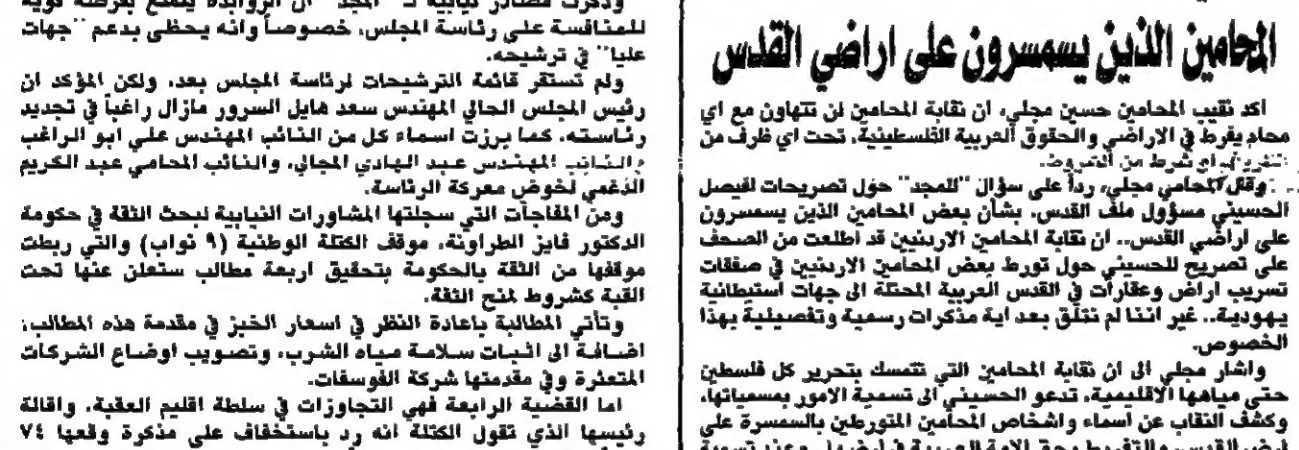 المحامين الذين يسمسرون على اراضي القدس
اكد نقيب المحامين حسين مجلي، ان نقابة المحامين لن تتهاون مع اي
محام يفرط في الاراضي والحقوق العربية الفلسطينية، تحت اي ظرف من
شرط من الشروط.
وقال المحامي مجلي، رداً على سؤال "للمجد" حول تصريحات لفيصل
الحسيني مسؤول ملف القدس، بشأن بعض المحامين الذين يسمسرون
على اراضي القدس.. ان نقابة المحامين الاردنيين قد اطلعت من الصحف
على تصريح للحسيني حول تورط بعض المحامين الاردنيين في صفقات
تسريب اراض وعقارات في القدس العربية المحتلة الى جهات استيطانية
يهودية.. غير اننا لم نتلق بعد اية مذكرات رسمية وتفصيلية بهذا
الخصوص.
واشار مجلي الى ان نقابة المحامين التي تتمسك بتحرير كل فلسطين
حتى مياهها الاقليمية، تدعو الحسيني الى تسمية الامور بمسمياتها،
وكشف النقاب عن اسماء واشخاص المحامين المتورطين بالسمسرة على
ارض القدس، والتفريط بحق الامة العربية في ارضها.. وعند تسمية
وذكرت مصادر نيابية لـ "المجد" ان الروابدة يتمتع بفرصة قوية
للمنافسة على رئاسة المجلس، خصوصاً وانه يحظى بدعم "جهات
عليا" في ترشيحه.
ولم تستقر قائمة الترشيحات لرئاسة المجلس بعد، ولكن المؤكد ان
رئيس المجلس الحالي المهندس سعد هايل السرور مازال راغباً في تجديد
رئاسته، كما برزت اسماء كل من النائب المهندس علي ابو الراغب
والنائب المهندس عبد الهادي المجالي، والنائب المحامي عبد الكريم
الدغمي لخوض معركة الرئاسة.
ومن المفاجآت التي سجلتها المشاورات النيابية لبحث الثقة في حكومة
الدكتور فايز الطراونة، موقف الكتلة الوطنية (٩ نواب) والتي ربطت
موقفها من الثقة بالحكومة بتحقيق اربعة مطالب ستعلن عنها تحت
القبة كشروط لمنح الثقة.
وتأتي المطالبة باعادة النظر في اسعار الخبز في مقدمة هذه المطالب،
اضافة الى اثبات سلامة مياه الشرب، وتصويب اوضاع الشركات
المتعثرة وفي مقدمتها شركة الفوسفات.
اما القضية الرابعة فهي التجاوزات في سلطة اقليم العقبة، واقالة
رئيسها الذي تقول الكتلة انه رد باستخفاف على مذكرة وقعها ٧٤